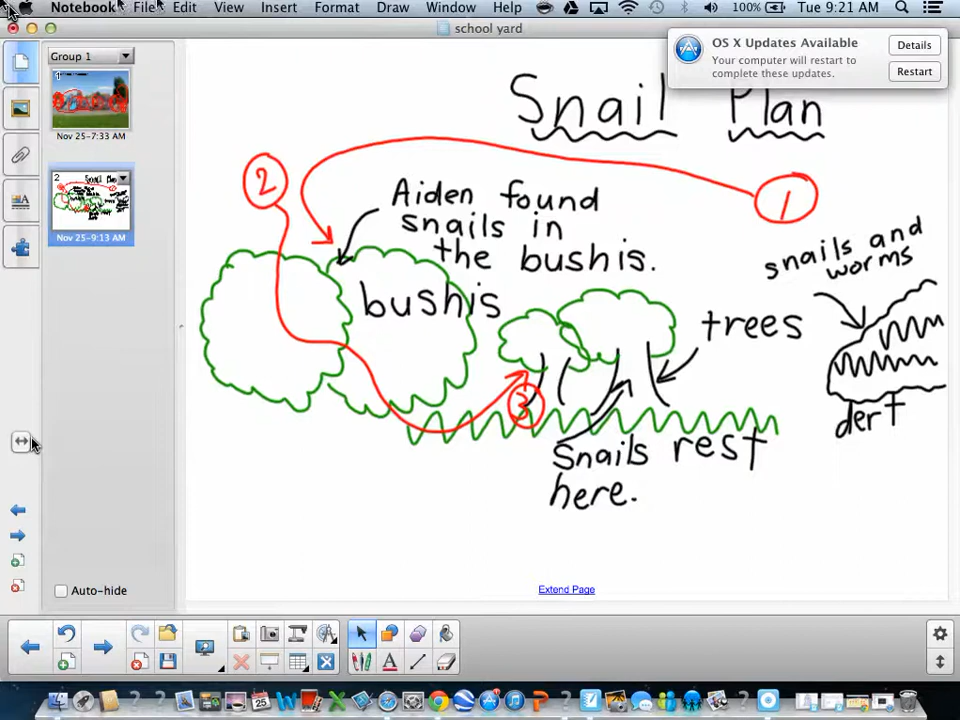 Notebook File Edit View Insert Format Draw Window Help 100% Tue 9:21 AM
school yard
OS X Updates Available
Your computer will restart to complete these updates.
Details
Restart
Group 1
1
Nov 25-7:33 AM
2
Nov 25-9:13 AM
Auto-hide
Snail Plan
2
1
Aiden found
snails in
the bushis.
bushis
snails and
worms
trees
3
dert
Snails rest
here.
Extend Page